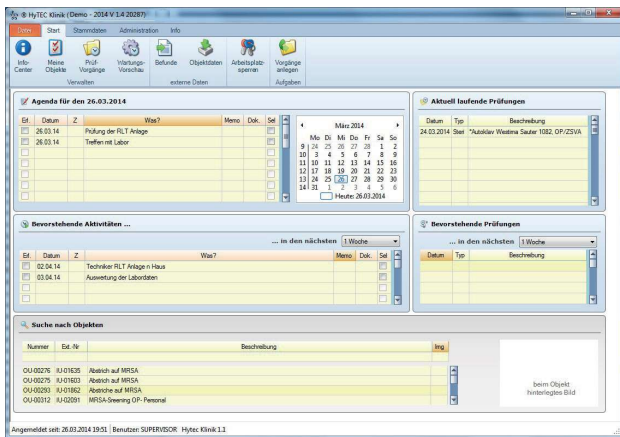 HyTEC Klinik (Demo - 2014 V 1.4 20287)
Datei Start Stammdaten Administration Info
Info-Center Meine Objekte Prüf-Vorgänge Wartungs-Vorschau Befunde Objektdaten Arbeitsplatz sperren Vorgänge anlegen
Verwalten externe Daten Aufgaben
Agenda für den 26.03.2014
Erl. Datum Z Was? Memo Dok. Sel
26.03.14 Prüfung der RLT Anlage
26.03.14 Treffen mit Labor
März 2014
Mo Di Mi Do Fr Sa So
9 24 25 26 27 28 1 2
10 3 4 5 6 7 8 9
11 10 11 12 13 14 15 16
12 17 18 19 20 21 22 23
13 24 25 26 27 28 29 30
14 31 1 2 3 4 5 6
Heute: 26.03.2014
Aktuell laufende Prüfungen
Datum Typ Beschreibung
24.03.2014 Steri "Autoklav Westima Sauter 1082, OP/ZSVA
Bevorstehende Aktivitäten ...
... in den nächsten 1 Woche
Erl. Datum Z Was? Memo Dok. Sel
02.04.14 Techniker RLT Anlage n Haus
03.04.14 Auswertung der Labordaten
Bevorstehende Prüfungen
... in den nächsten 1 Woche
Datum Typ Beschreibung
Suche nach Objekten
Nummer Ext.-Nr Beschreibung Img
OU-00276 IU-01635 Abstrich auf MRSA
OU-00275 IU-01603 Abstrich auf MRSA
OU-00293 IU-01862 Abstriche auf MRSA
OU-00312 IU-02091 MRSA-Sreening OP- Personal
beim Objekt
hinterlegtes Bild
Angemeldet seit: 26.03.2014 19:51 Benutzer: SUPERVISOR Hytec Klinik 1.1